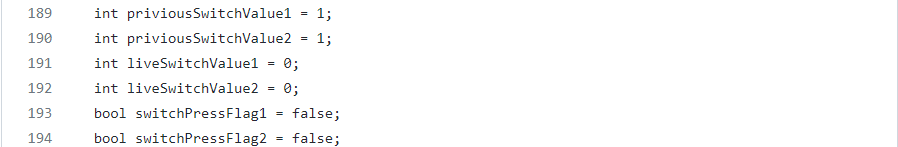 189 int priviousSwitchValue1 = 1;
190 int priviousSwitchValue2 = 1;
191 int liveSwitchValue1 = 0;
192 int liveSwitchValue2 = 0;
193 bool switchPressFlag1 = false;
194 bool switchPressFlag2 = false;